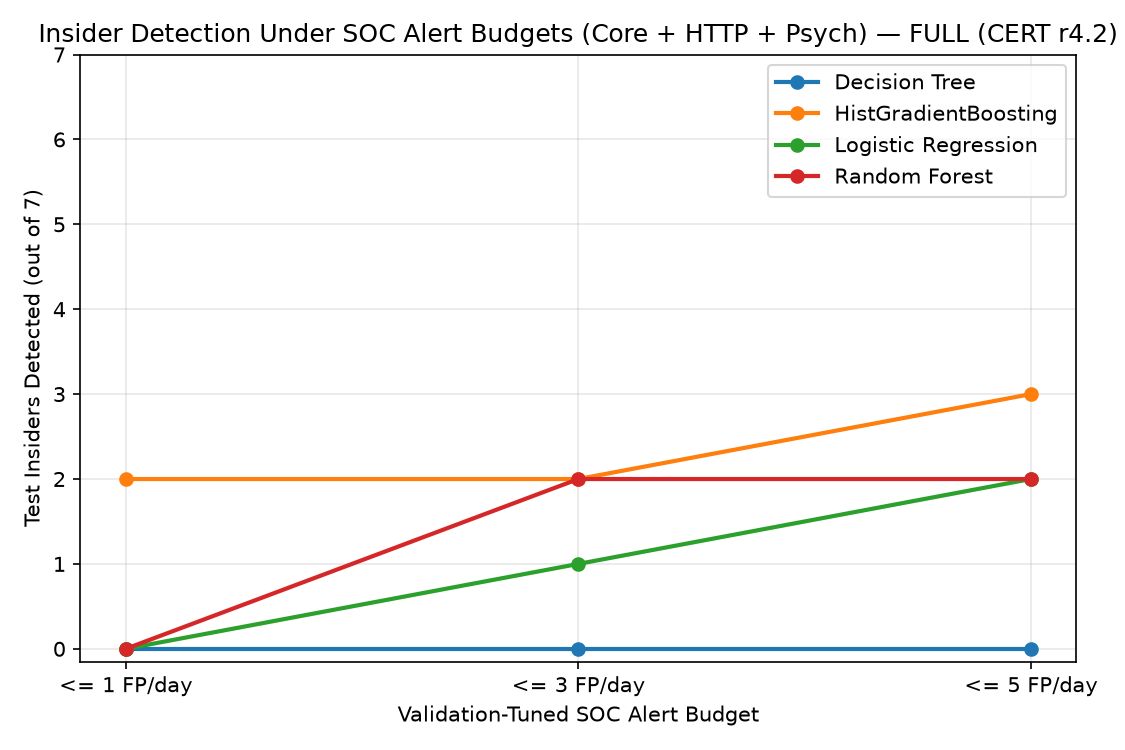 Insider Detection Under SOC Alert Budgets (Core + HTTP + Psych) — FULL (CERT r4.2)
Decision Tree
HistGradientBoosting
Logistic Regression
Random Forest
Test Insiders Detected (out of 7)
7
6
5
4
3
2
1
0
<= 1 FP/day
<= 3 FP/day
<= 5 FP/day
Validation-Tuned SOC Alert Budget